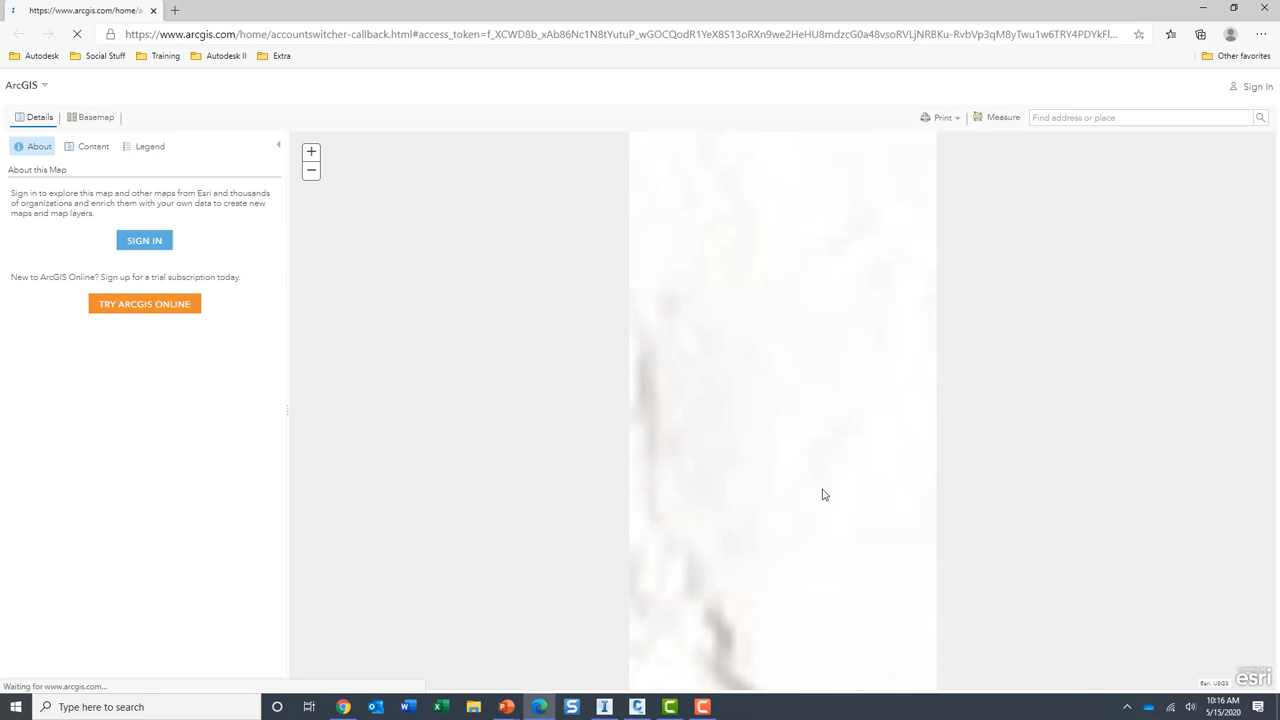 https://www.arcgis.com/home/a
https://www.arcgis.com/home/accountswitcher-callback.html#access_token=f_XCWD8b_xAb86Nc1N8tYutuP_wGOCQodR1YeX8S13oRXn9we2HeHU8mdzcG0a48vsoRVLjNRBKu-RvbVp3qM8yTwu1w6TRY4PDYkFl...
Autodesk
Social Stuff
Training
Autodesk II
Extra
Other favorites
ArcGIS
Sign In
Details
Basemap
Print
Measure
Find address or place
About
Content
Legend
About this Map
Sign in to explore this map and other maps from Esri and thousands
of organizations and enrich them with your own data to create new
maps and map layers.
SIGN IN
New to ArcGIS Online? Sign up for a trial subscription today.
TRY ARCGIS ONLINE
Esri, USGS
esri
Waiting for www.arcgis.com...
Type here to search
10:16 AM
5/15/2020